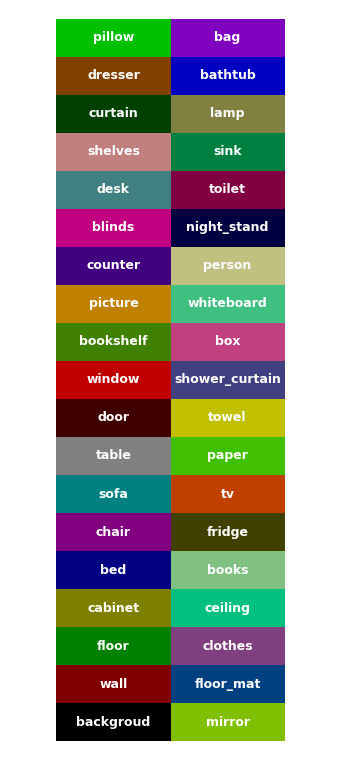 pillow bag
dresser bathtub
curtain lamp
shelves sink
desk toilet
blinds night_stand
counter person
picture whiteboard
bookshelf box
window shower_curtain
door towel
table paper
sofa tv
chair fridge
bed books
cabinet ceiling
floor clothes
wall floor_mat
backgroud mirror